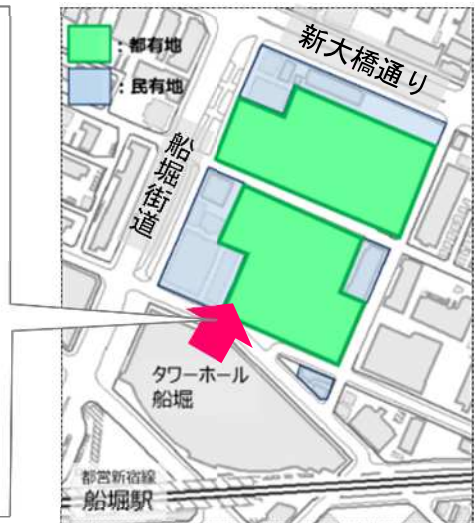 ：都有地
：民有地
新大橋通り
船堀街道
タワーホール
船堀
都営新宿線
船堀駅